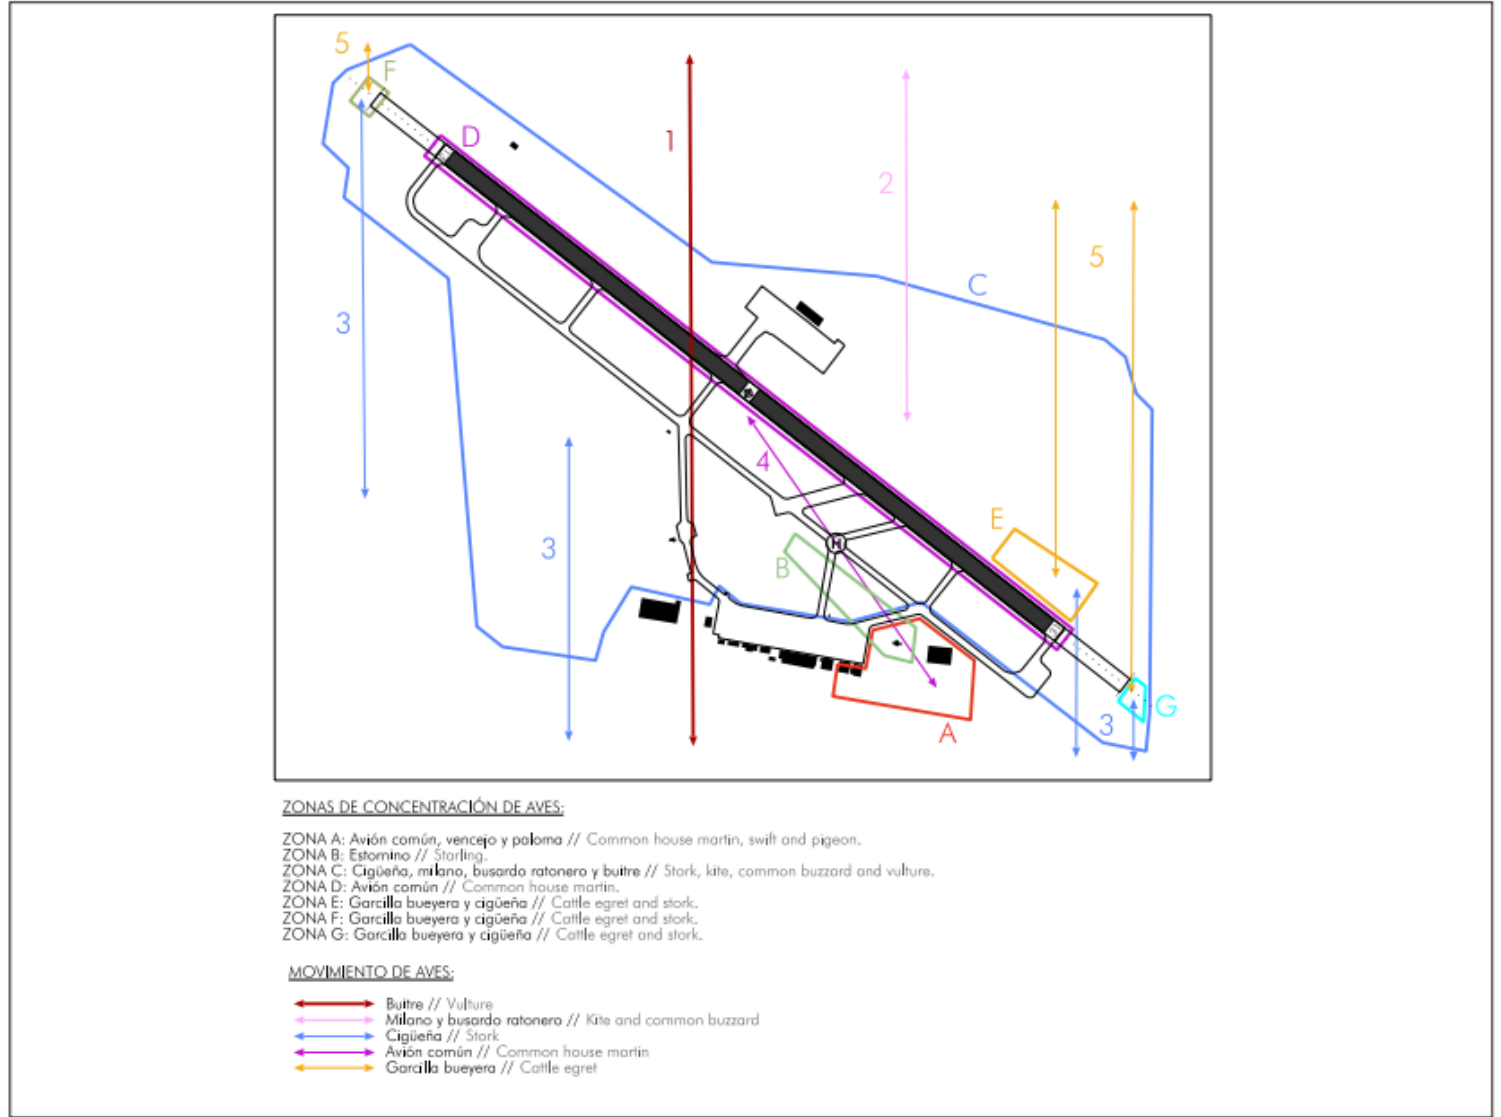 5
F
D
1
2
5
C
3
4
E
3
H
B
3
G
A
ZONAS DE CONCENTRACIÓN DE AVES:
ZONA A: Avión común, vencejo y paloma // Common house martin, swift and pigeon.
ZONA B: Estornino // Starling.
ZONA C: Cigüeña, milano, busardo ratonero y buitre // Stork, kite, common buzzard and vulture.
ZONA D: Avión común // Common house martin.
ZONA E: Garcilla bueyera y cigüeña // Cattle egret and stork.
ZONA F: Garcilla bueyera y cigüeña // Cattle egret and stork.
ZONA G: Garcilla bueyera y cigüeña // Cattle egret and stork.
MOVIMIENTO DE AVES:
Buitre // Vulture
Milano y busardo ratonero // Kite and common buzzard
Cigüeña // Stork
Avión común // Common house martin
Garcilla bueyera // Cattle egret